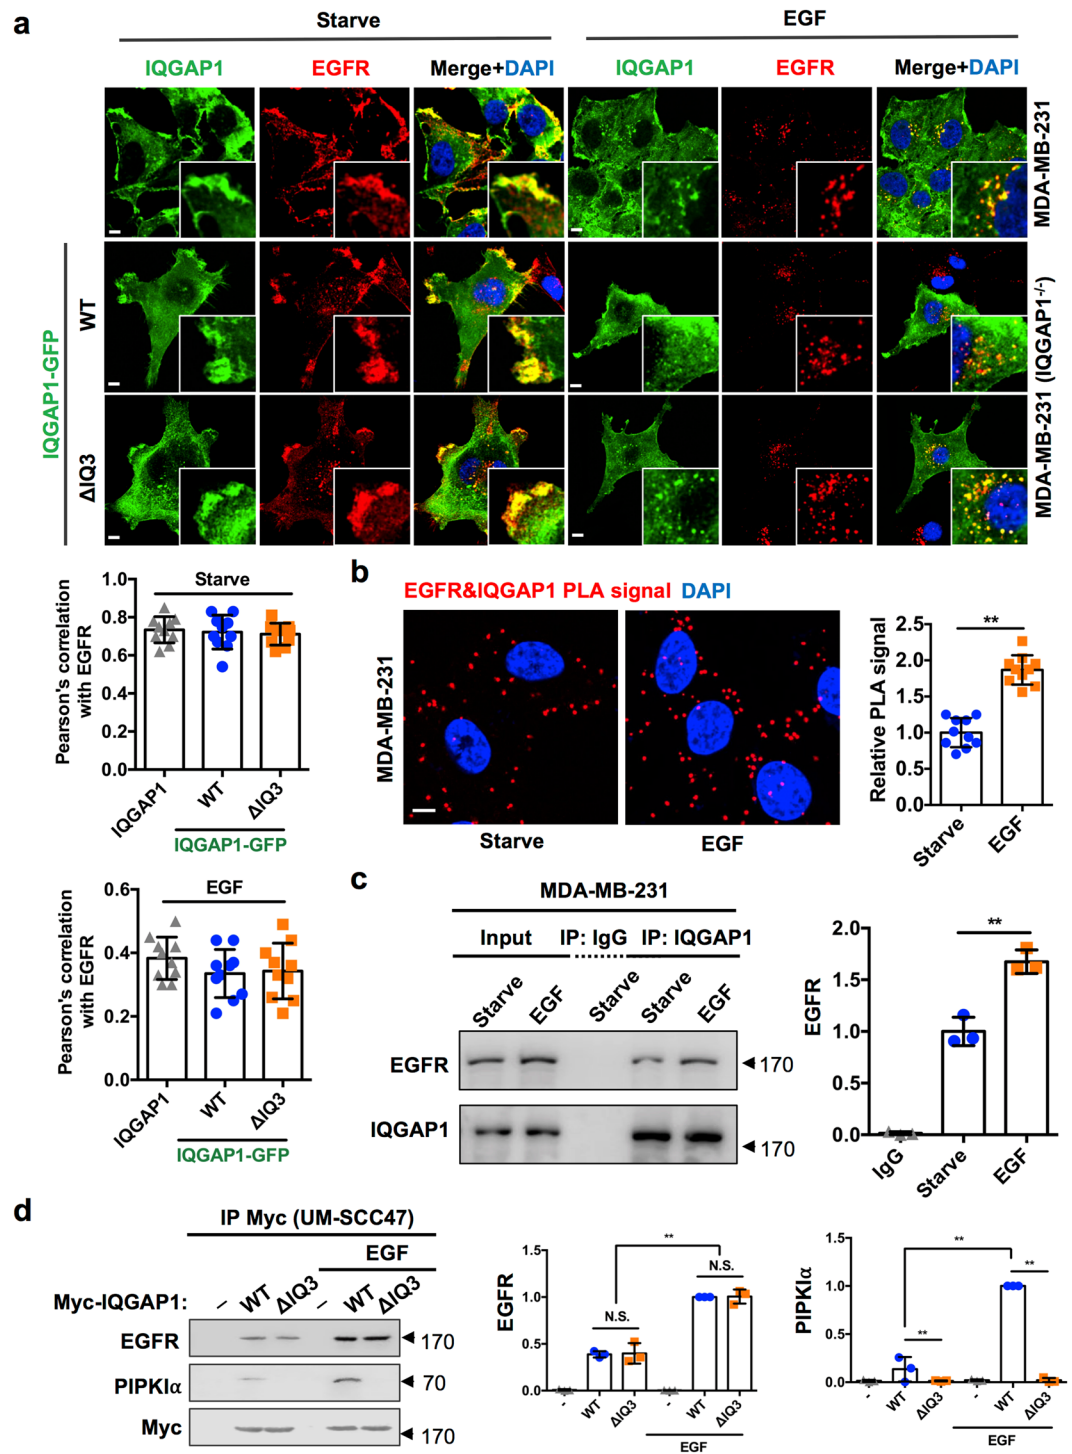 a
Starve
EGF
IQGAP1
EGFR
Merge+DAPI
IQGAP1
EGFR
Merge+DAPI
MDA-MB-231
IQGAP1-GFP
WT
ΔIQ3
MDA-MB-231 (IQGAP1-/-)
Pearson's correlation
with EGFR
1.0
0.8
0.6
0.4
0.2
0.0
Starve
IQGAP1
WT
ΔIQ3
IQGAP1-GFP
Pearson's correlation
with EGFR
0.6
0.4
0.2
0.0
EGF
IQGAP1
WT
ΔIQ3
IQGAP1-GFP
b
EGFR&IQGAP1 PLA signal DAPI
MDA-MB-231
Starve
EGF
Relative PLA signal
2.5
2.0
1.5
1.0
0.5
0.0
**
Starve
EGF
c
MDA-MB-231
Input
IP: IgG
IP: IQGAP1
Starve
EGF
Starve
Starve
EGF
EGFR
170
IQGAP1
170
EGFR
2.0
1.5
1.0
0.5
0.0
**
IgG
Starve
EGF
d
IP Myc (UM-SCC47)
EGF
Myc-IQGAP1:
–
WT
ΔIQ3
–
WT
ΔIQ3
EGFR
170
PIPKIα
70
Myc
170
EGFR
1.5
1.0
0.5
0.0
**
N.S.
N.S.
-
WT
ΔIQ3
-
WT
ΔIQ3
EGF
PIPKIα
1.5
1.0
0.5
0.0
**
**
**
-
WT
ΔIQ3
-
WT
ΔIQ3
EGF